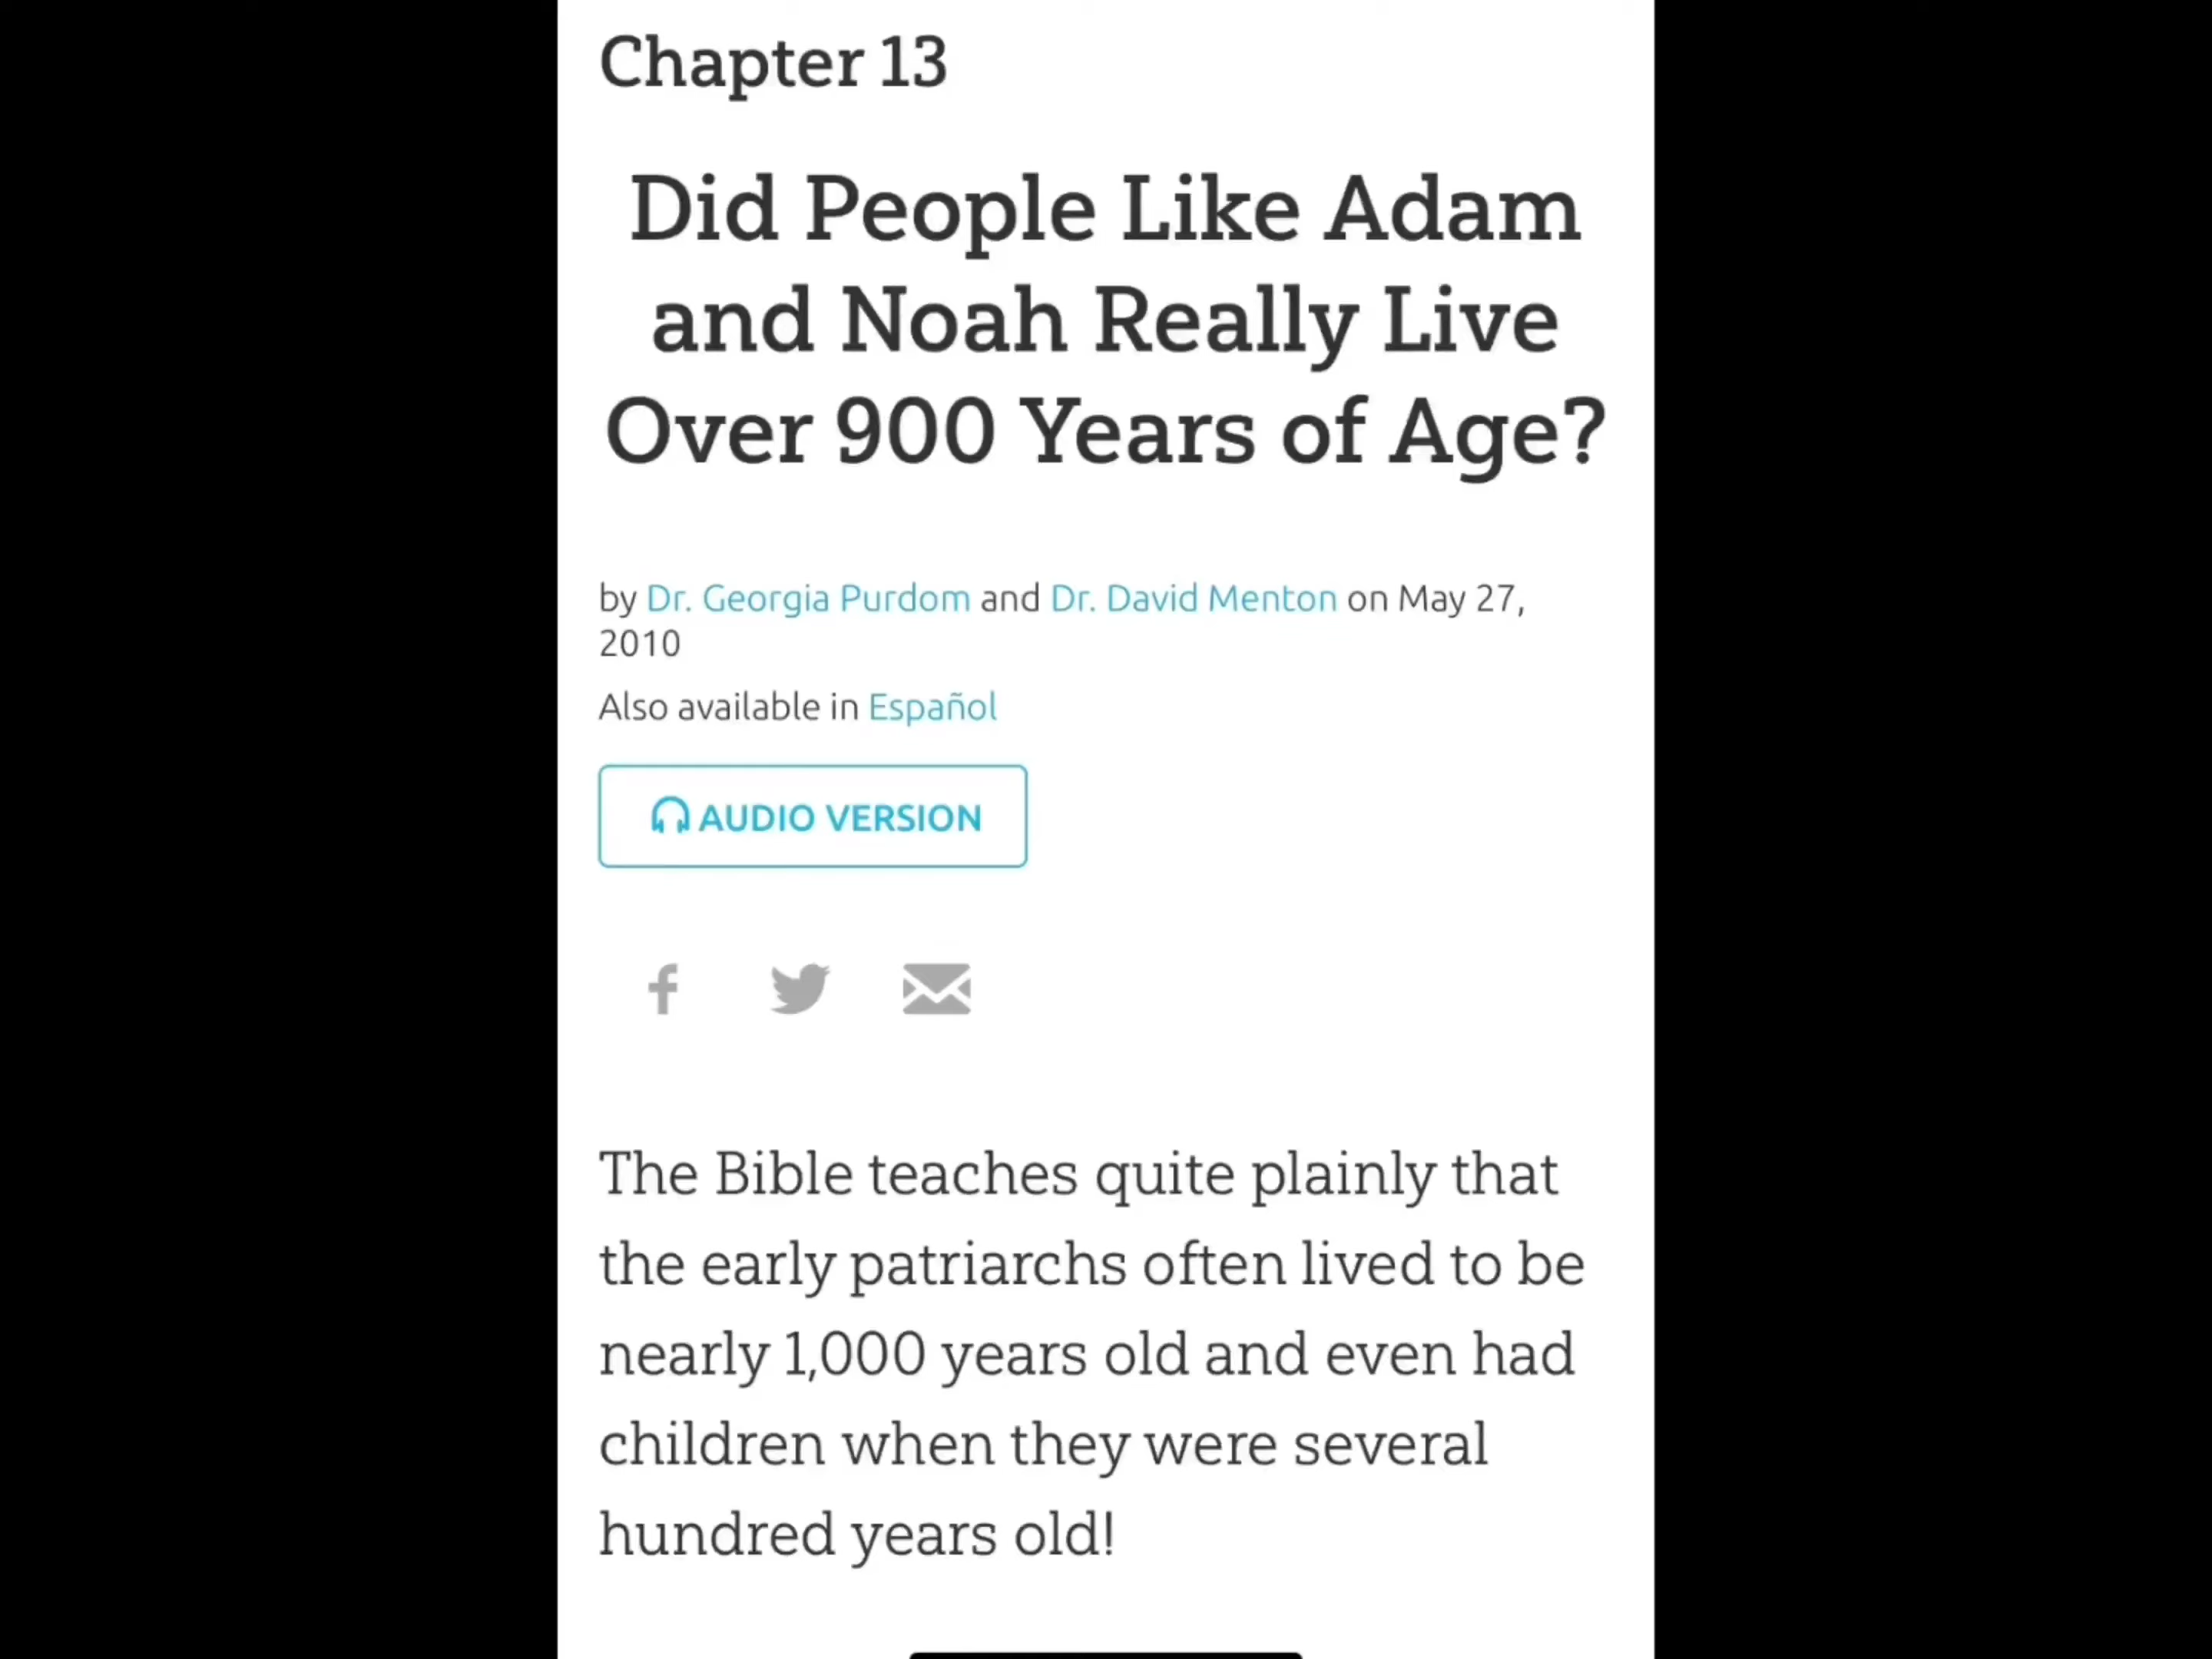 Chapter 13
Did People Like Adam
and Noah Really Live
Over 900 Years of Age?
by Dr. Georgia Purdom and Dr. David Menton on May 27,
2010
Also available in Español
AUDIO VERSION
The Bible teaches quite plainly that
the early patriarchs often lived to be
nearly 1,000 years old and even had
children when they were several
hundred years old!